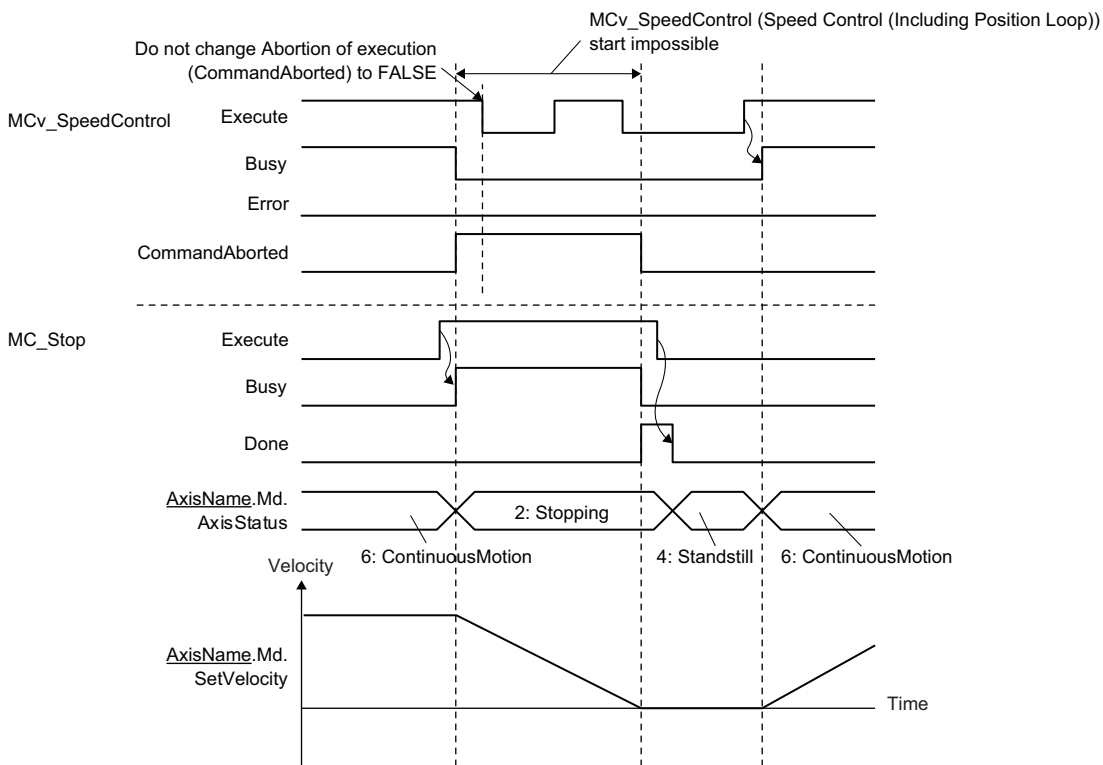 MCv_SpeedControl (Speed Control (Including Position Loop))
start impossible
Do not change Abortion of execution
(CommandAborted) to FALSE
MCv_SpeedControl
Execute
Busy
Error
CommandAborted
MC_Stop
Execute
Busy
Done
AxisName.Md.
AxisStatus
2: Stopping
6: ContinuousMotion
4: Standstill
6: ContinuousMotion
Velocity
AxisName.Md.
SetVelocity
Time